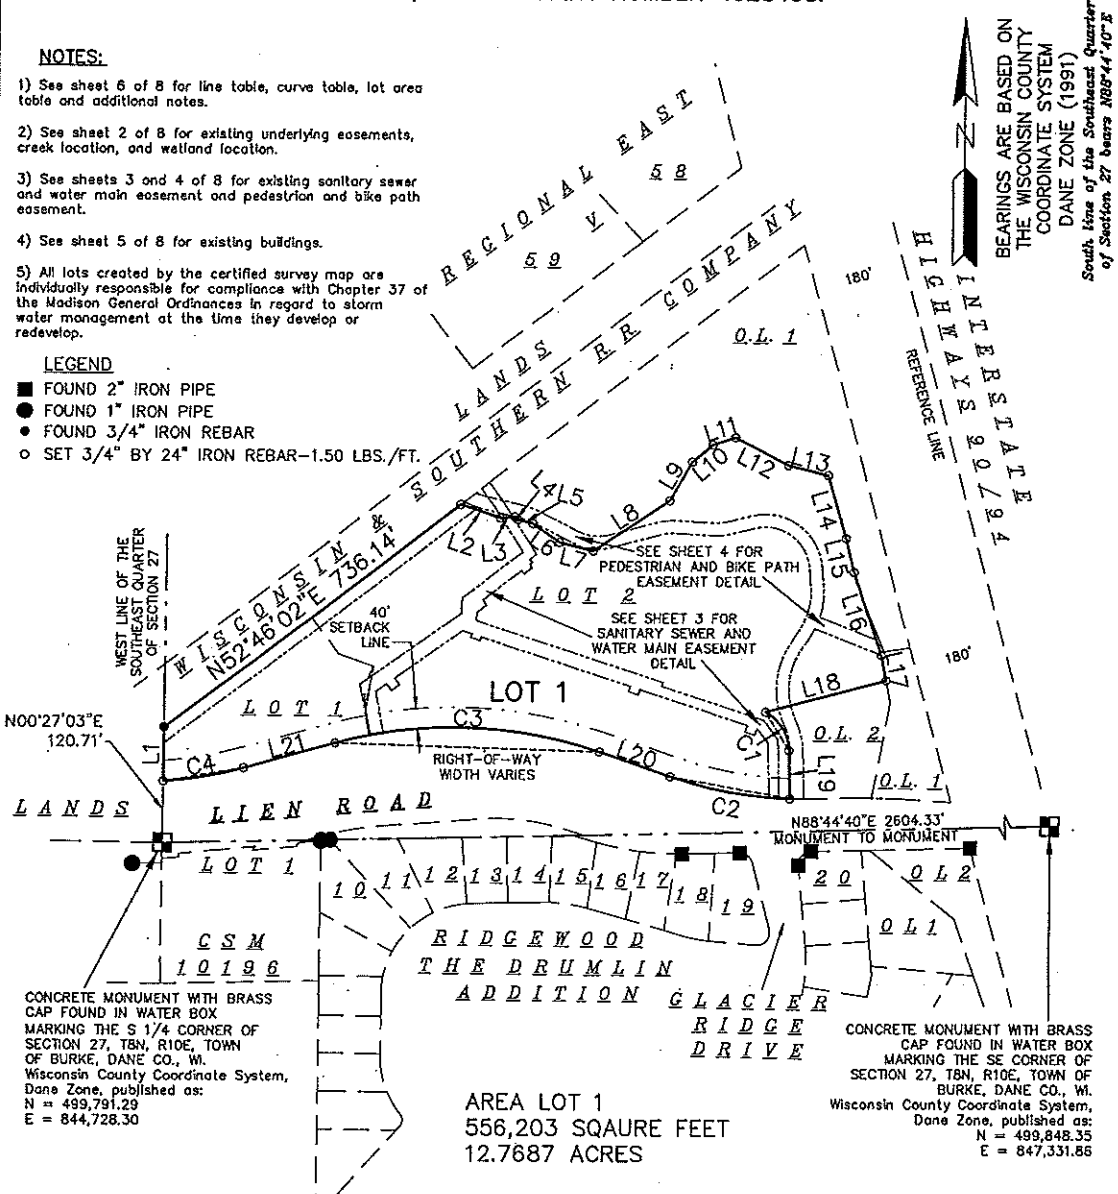 NOTES:
1) See sheet 6 of 8 for line table, curve table, lot area
table and additional notes.
2) See sheet 2 of 8 for existing underlying easements,
creek location, and wetland location.
3) See sheets 3 and 4 of 8 for existing sanitary sewer
and water main easement and pedestrian and bike path
easement.
4) See sheet 5 of 8 for existing buildings.
5) All lots created by the certified survey map are
individually responsible for compliance with Chapter 37 of
the Madison General Ordinances in regard to storm
water management at the time they develop or
redevelop.
LEGEND
FOUND 2" IRON PIPE
FOUND 1" IRON PIPE
FOUND 3/4" IRON REBAR
SET 3/4" BY 24" IRON REBAR-1.50 LBS./FT.
BEARINGS ARE BASED ON
THE WISCONSIN COUNTY
COORDINATE SYSTEM
DANE ZONE (1991)
South line of the Southeast Quarter
of Section 27 bears N88°44'40"E
N
REGIONAL EAST
V
58
59
LANDS
WISCONSIN & SOUTHERN R.R. COMPANY
O.L. 1
180'
INTERSTATE
HIGHWAYS 90/94
REFERENCE LINE
180'
WEST LINE OF THE
SOUTHEAST QUARTER
OF SECTION 27
N52°46'02"E 736.14'
40'
SETBACK
LINE
L2
L3
L4
L5
L6
L7
L8
L9
L10
L11
L12
L13
L14
L15
L16
L17
L18
L19
SEE SHEET 4 FOR
PEDESTRIAN AND BIKE PATH
EASEMENT DETAIL
LOT 2
SEE SHEET 3 FOR
SANITARY SEWER AND
WATER MAIN EASEMENT
DETAIL
LOT 1
LOT 1
N00°27'03"E
120.71'
L1
C4
L21
C3
L20
C2
C1
RIGHT-OF-WAY
WIDTH VARIES
O.L. 2
O.L. 1
LANDS
LIEN ROAD
N88°44'40"E 2604.33'
MONUMENT TO MONUMENT
LOT 1
10
11
12
13
14
15
16
17
18
19
20
OL2
OL1
CSM
10196
RIDGEWOOD
THE DRUMLIN
ADDITION
GLACIER
RIDGE
DRIVE
CONCRETE MONUMENT WITH BRASS
CAP FOUND IN WATER BOX
MARKING THE S 1/4 CORNER OF
SECTION 27, T8N, R10E, TOWN
OF BURKE, DANE CO., WI.
Wisconsin County Coordinate System,
Dane Zone, published as:
N = 499,791.29
E = 844,728.30
AREA LOT 1
556,203 SQAURE FEET
12.7687 ACRES
CONCRETE MONUMENT WITH BRASS
CAP FOUND IN WATER BOX
MARKING THE SE CORNER OF
SECTION 27, T8N, R10E, TOWN OF
BURKE, DANE CO., WI.
Wisconsin County Coordinate System,
Dane Zone, published as:
N = 499,848.35
E = 847,331.86